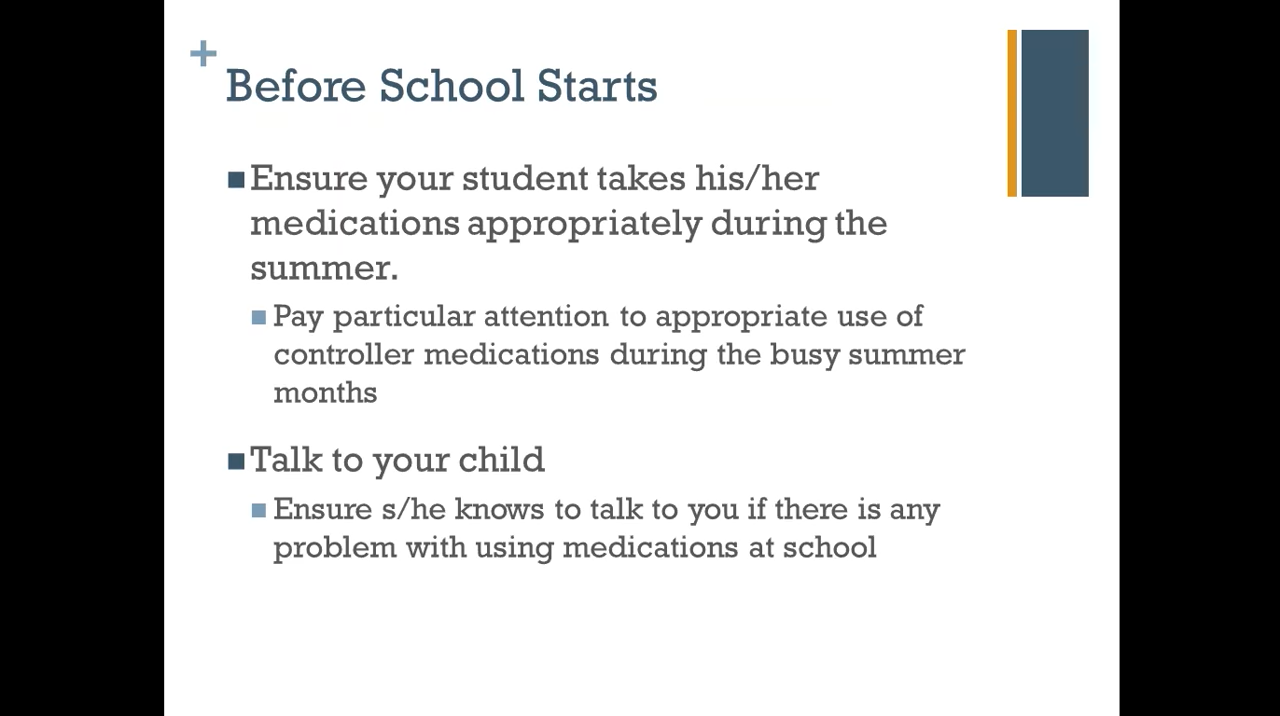 +
Before School Starts
Ensure your student takes his/her
medications appropriately during the
summer.
Pay particular attention to appropriate use of
controller medications during the busy summer
months
Talk to your child
Ensure s/he knows to talk to you if there is any
problem with using medications at school